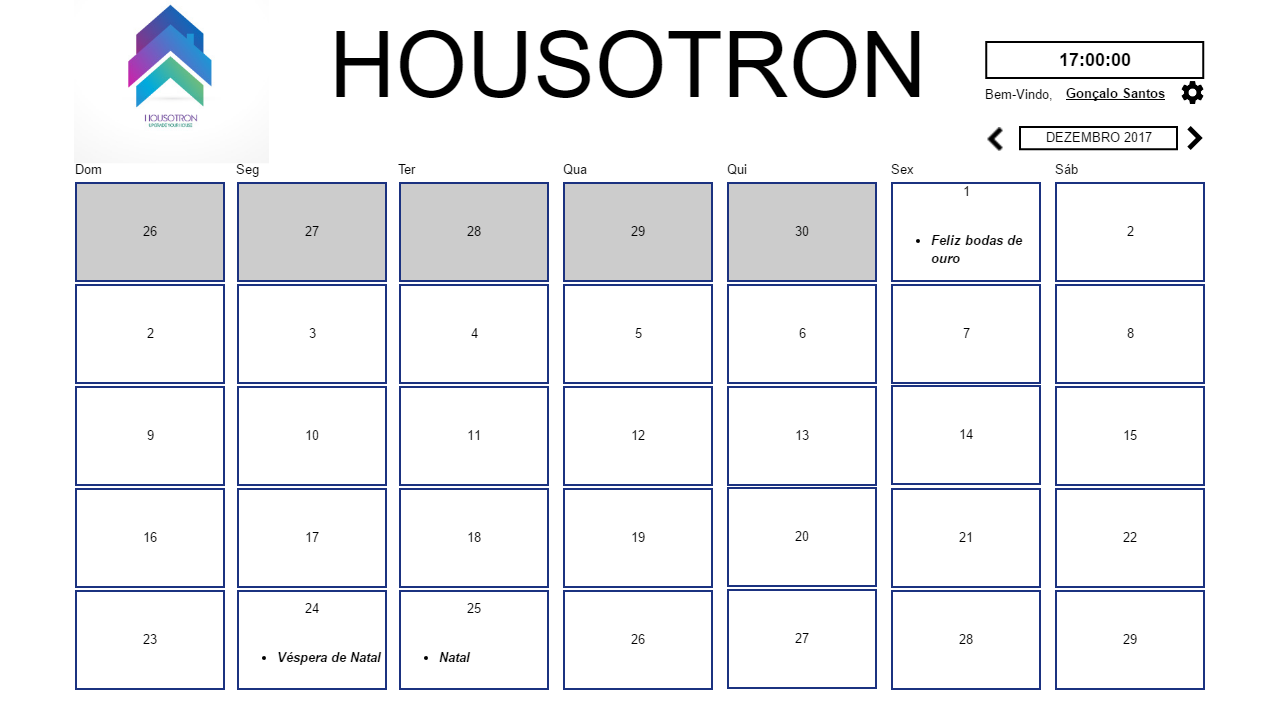 HOUSOTRON
UPGRADE YOUR HOUSE
HOUSOTRON
17:00:00
Bem-Vindo, Gonçalo Santos
DEZEMBRO 2017
Dom Seg Ter Qua Qui Sex Sáb
26 27 28 29 30 1 2
Feliz bodas de
ouro
2 3 4 5 6 7 8
9 10 11 12 13 14 15
16 17 18 19 20 21 22
23 24 25 26 27 28 29
Véspera de Natal Natal